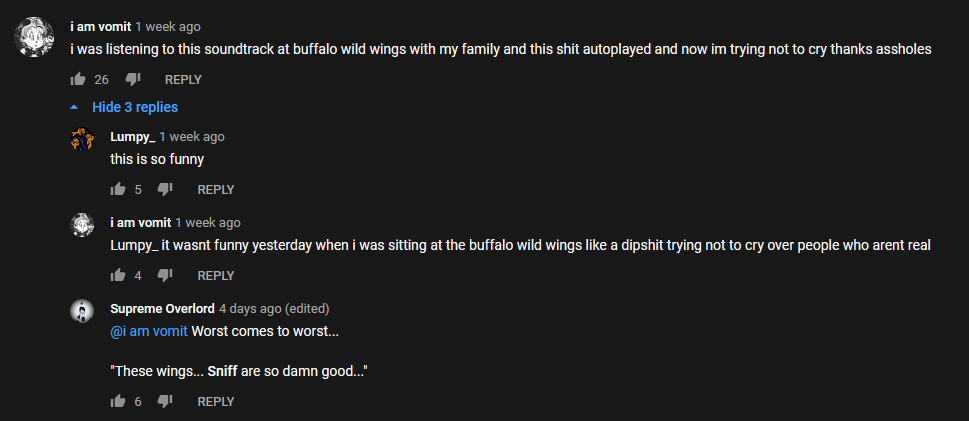 i am vomit 1 week ago
i was listening to this soundtrack at buffalo wild wings with my family and this shit autoplayed and now im trying not to cry thanks assholes
26 REPLY
Hide 3 replies
Lumpy_ 1 week ago
this is so funny
5 REPLY
i am vomit 1 week ago
Lumpy_ it wasnt funny yesterday when i was sitting at the buffalo wild wings like a dipshit trying not to cry over people who arent real
4 REPLY
Supreme Overlord 4 days ago (edited)
@i am vomit Worst comes to worst...
"These wings... Sniff are so damn good..."
6 REPLY